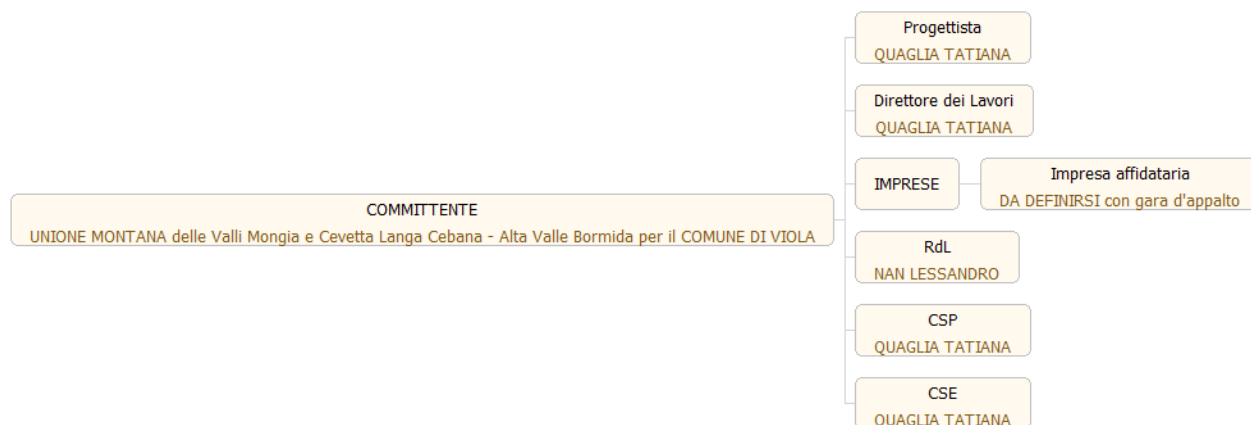 Progettista
QUAGLIA TATIANA
Direttore dei Lavori
QUAGLIA TATIANA
IMPRESE
Impresa affidataria
DA DEFINIRSI con gara d'appalto
COMMITTENTE
UNIONE MONTANA delle Valli Mongia e Cevetta Langa Cebana - Alta Valle Bormida per il COMUNE DI VIOLA
RdL
NAN LESSANDRO
CSP
QUAGLIA TATIANA
CSE
QUAGLIA TATIANA